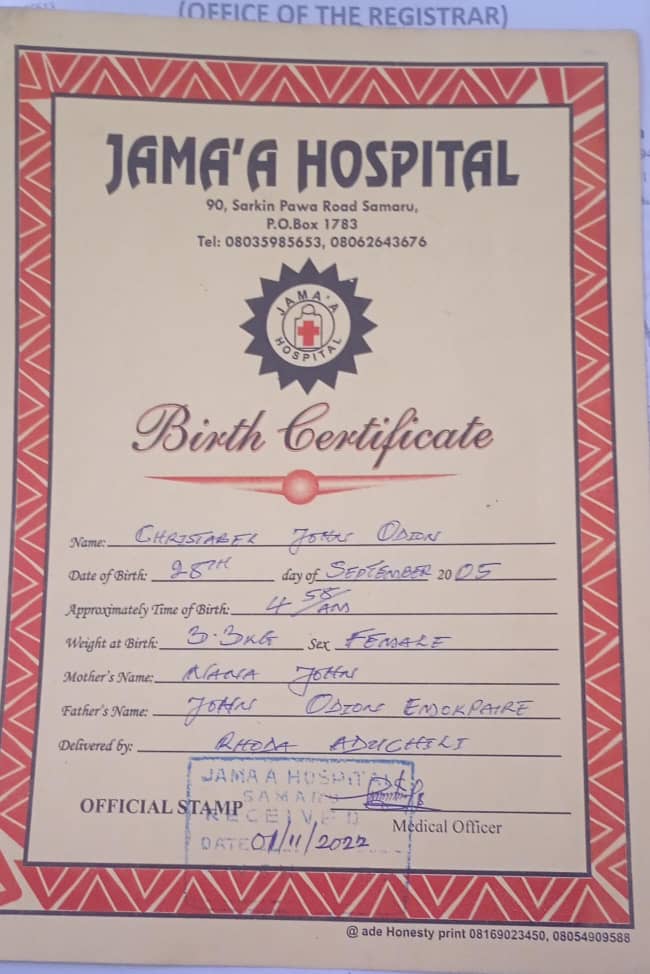 (OFFICE OF THE REGISTRAR)
JAMA'A HOSPITAL
90, Sarkin Pawa Road Samaru,
P.O.Box 1783
Tel: 08035985653, 08062643676
JAMA'A
HOSPITAL
Birth Certificate
Name: CHRISTABEL JOHN ODION
Date of Birth: 28TH day of SEPTEMBER 2005
Approximately Time of Birth: 4 58/AM
Weight at Birth: 3.3KG Sex FEMALE
Mother's Name: NANA JOHN
Father's Name: JOHN ODION EMOKPAIRE
Delivered by: RHODA ADUCHILI
JAMAA HOSPITAL
SAMARU
OFFICIAL STAMP
RECEIVED
Medical Officer
DATE 01/11/2022
@ ade Honesty print 08169023450, 08054909588